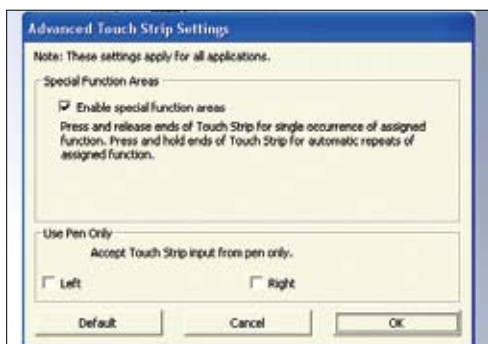 Advanced Touch Strip Settings
Note: These settings apply for all applications.
Special Function Areas
Enable special function areas
Press and release ends of Touch Strip for single occurrence of assigned
function. Press and hold ends of Touch Strip for automatic repeats of
assigned function.
Use Pen Only
Accept Touch Strip input from pen only.
Left Right
Default Cancel OK